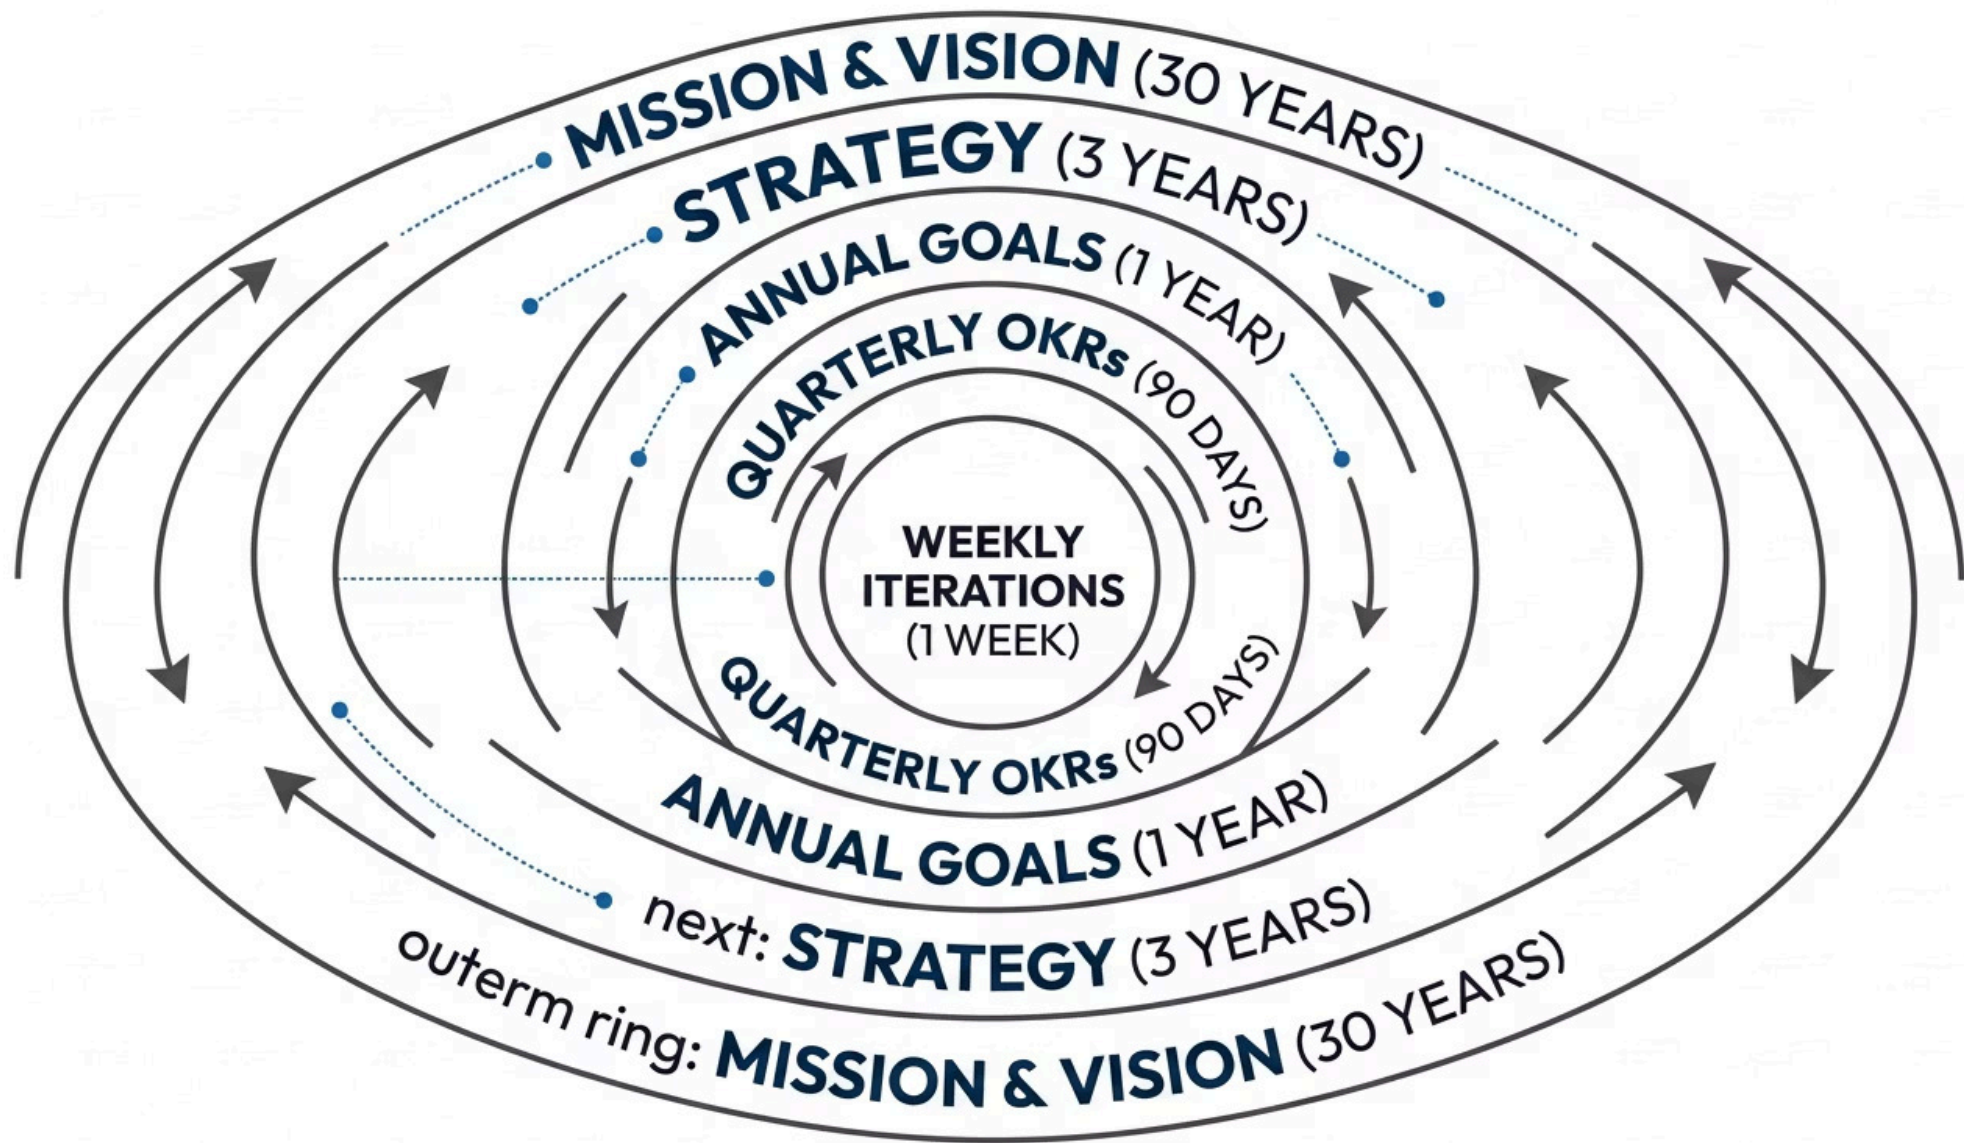 MISSION & VISION (30 YEARS)
STRATEGY (3 YEARS)
ANNUAL GOALS (1 YEAR)
QUARTERLY OKRs (90 DAYS)
WEEKLY
ITERATIONS
(1 WEEK)
QUARTERLY OKRs (90 DAYS)
ANNUAL GOALS (1 YEAR)
next: STRATEGY (3 YEARS)
outerm ring: MISSION & VISION (30 YEARS)